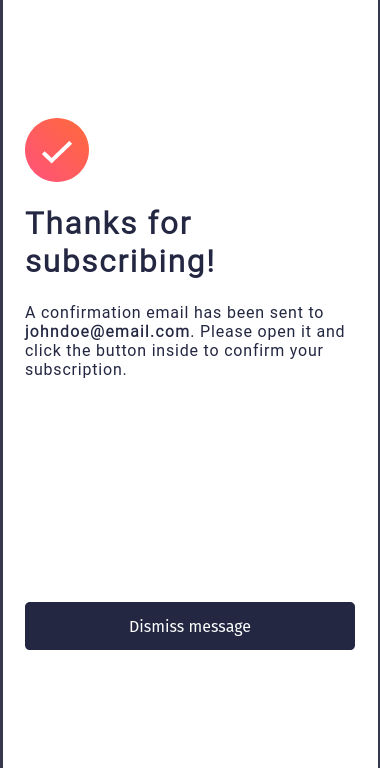 Thanks for
subscribing!
A confirmation email has been sent to
johndoe@email.com. Please open it and
click the button inside to confirm your
subscription.
Dismiss message